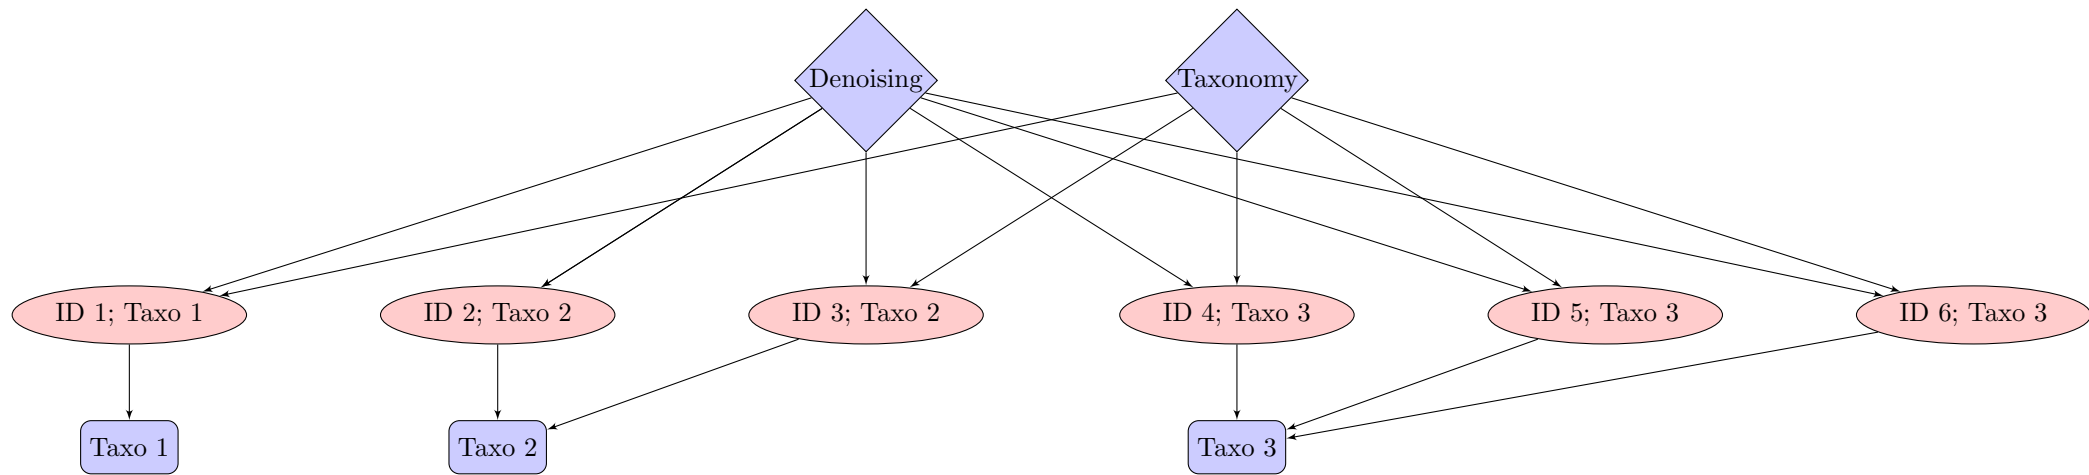 Denoising
Taxonomy
ID 1; Taxo 1
ID 2; Taxo 2
ID 3; Taxo 2
ID 4; Taxo 3
ID 5; Taxo 3
ID 6; Taxo 3
Taxo 1
Taxo 2
Taxo 3